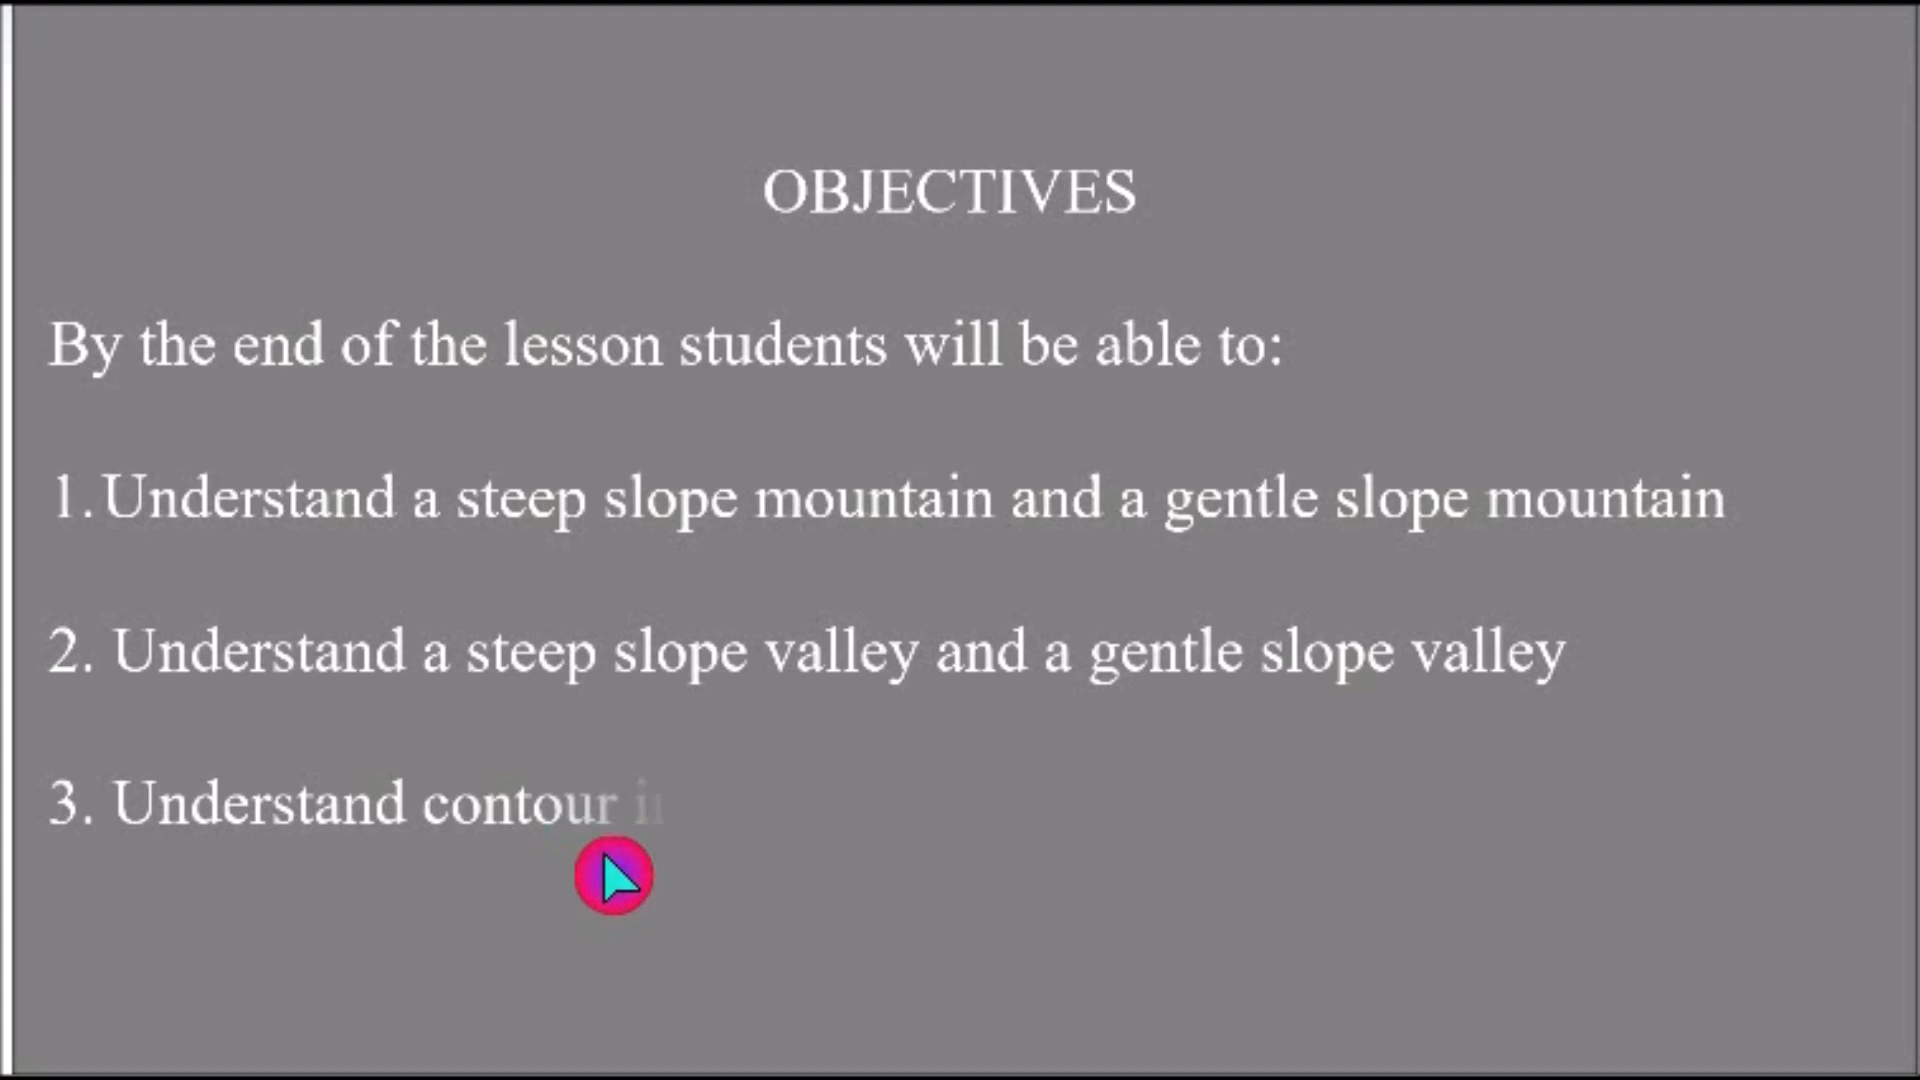 OBJECTIVES
By the end of the lesson students will be able to:
1. Understand a steep slope mountain and a gentle slope mountain
2. Understand a steep slope valley and a gentle slope valley
3. Understand contour